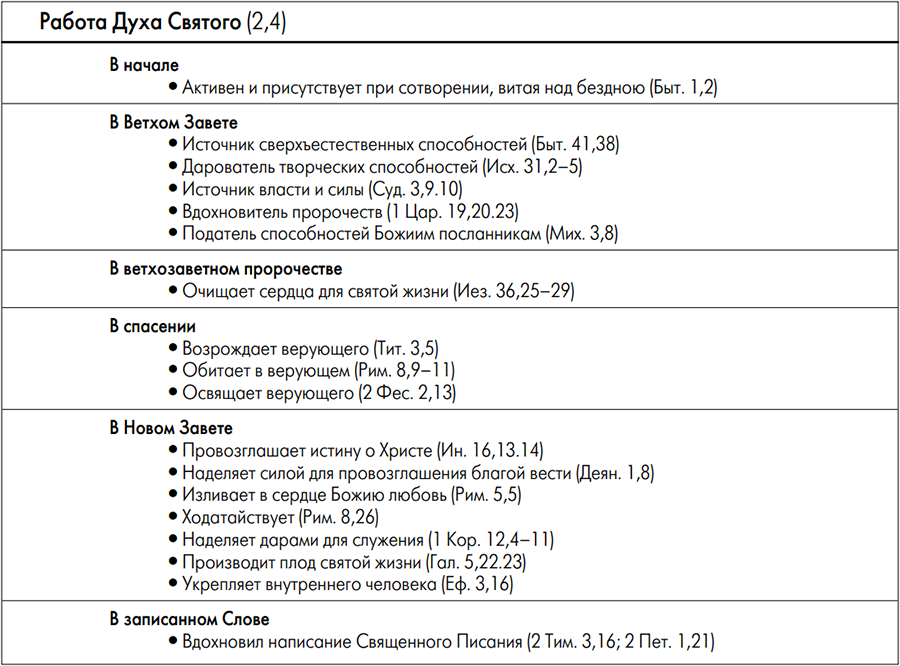 Работа Духа Святого (2,4)
В начале
• Активен и присутствует при сотворении, витая над бездною (Быт. 1,2)
В Ветхом Завете
• Источник сверхъестественных способностей (Быт. 41,38)
• Дарователь творческих способностей (Исх. 31,2–5)
• Источник власти и силы (Суд. 3,9.10)
• Вдохновитель пророчеств (1 Цар. 19,20.23)
• Податель способностей Божиим посланникам (Мих. 3,8)
В ветхозаветном пророчестве
• Очищает сердца для святой жизни (Иез. 36,25–29)
В спасении
• Возрождает верующего (Тит. 3,5)
• Обитает в верующем (Рим. 8,9–11)
• Освящает верующего (2 Фес. 2,13)
В Новом Завете
• Провозглашает истину о Христе (Ин. 16,13.14)
• Наделяет силой для провозглашения благой вести (Деян. 1,8)
• Изливает в сердце Божию любовь (Рим. 5,5)
• Ходатайствует (Рим. 8,26)
• Наделяет дарами для служения (1 Кор. 12,4–11)
• Производит плод святой жизни (Гал. 5,22.23)
• Укрепляет внутреннего человека (Еф. 3,16)
В записанном Слове
• Вдохновил написание Священного Писания (2 Тим. 3,16; 2 Пет. 1,21)